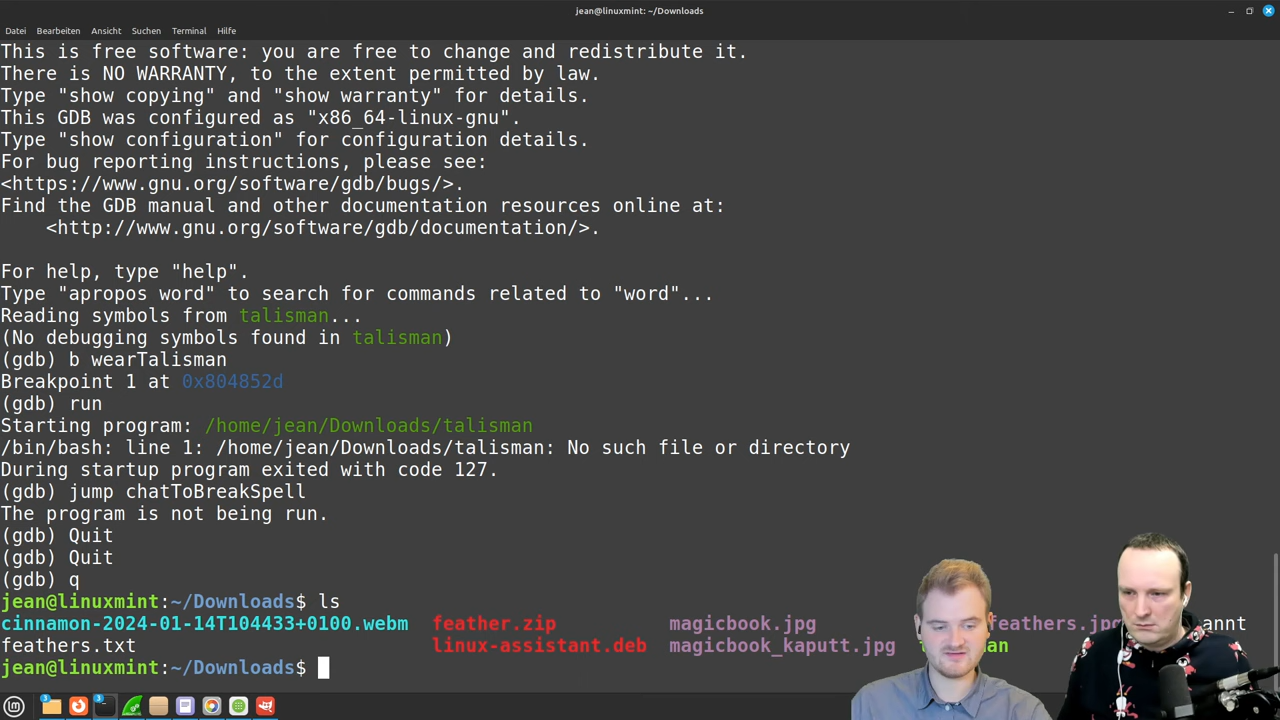 jean@linuxmint: ~/Downloads
Datei Bearbeiten Ansicht Suchen Terminal Hilfe
This is free software: you are free to change and redistribute it.
There is NO WARRANTY, to the extent permitted by law.
Type "show copying" and "show warranty" for details.
This GDB was configured as "x86_64-linux-gnu".
Type "show configuration" for configuration details.
For bug reporting instructions, please see:
<https://www.gnu.org/software/gdb/bugs/>.
Find the GDB manual and other documentation resources online at:
<http://www.gnu.org/software/gdb/documentation/>.
For help, type "help".
Type "apropos word" to search for commands related to "word"...
Reading symbols from talisman...
(No debugging symbols found in talisman)
(gdb) b wearTalisman
Breakpoint 1 at 0x804852d
(gdb) run
Starting program: /home/jean/Downloads/talisman
/bin/bash: line 1: /home/jean/Downloads/talisman: No such file or directory
During startup program exited with code 127.
(gdb) jump chatToBreakSpell
The program is not being run.
(gdb) Quit
(gdb) Quit
(gdb) q
jean@linuxmint:~/Downloads$ ls
cinnamon-2024-01-14T104433+0100.webm feather.zip magicbook.jpg feathers.jp annt
feathers.txt linux-assistant.deb magicbook_kaputt.jpg
jean@linuxmint:~/Downloads$
3
3